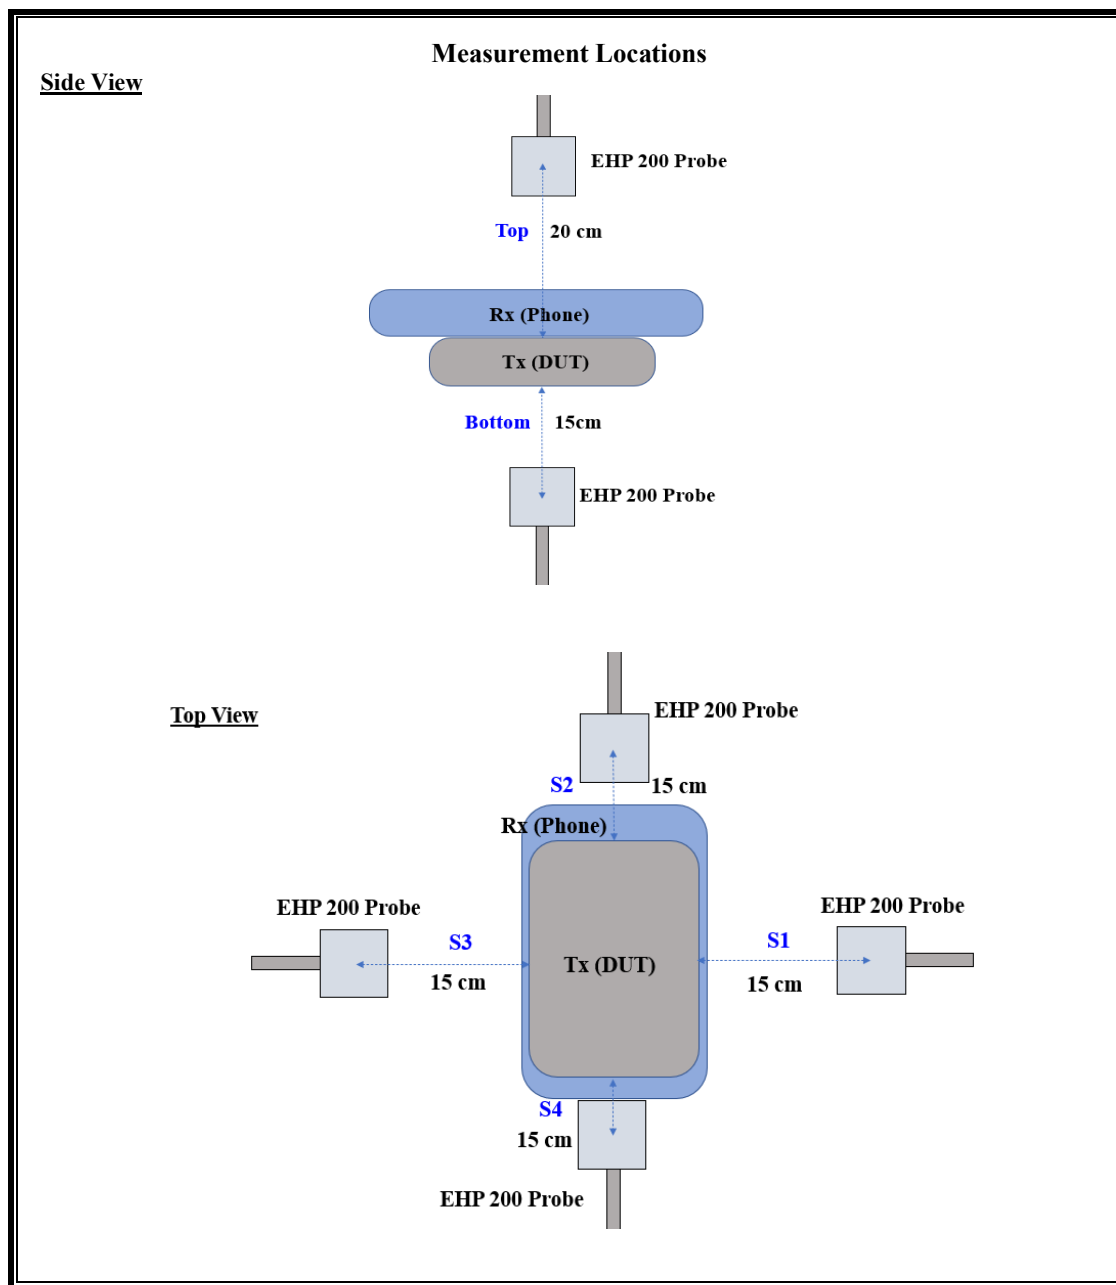 Measurement Locations
Side View
EHP 200 Probe
Top 20 cm
Rx (Phone)
Tx (DUT)
Bottom 15cm
EHP 200 Probe
Top View
EHP 200 Probe
S2 15 cm
Rx (Phone)
EHP 200 Probe
EHP 200 Probe
S3
S1
Tx (DUT)
15 cm
15 cm
S4
15 cm
EHP 200 Probe